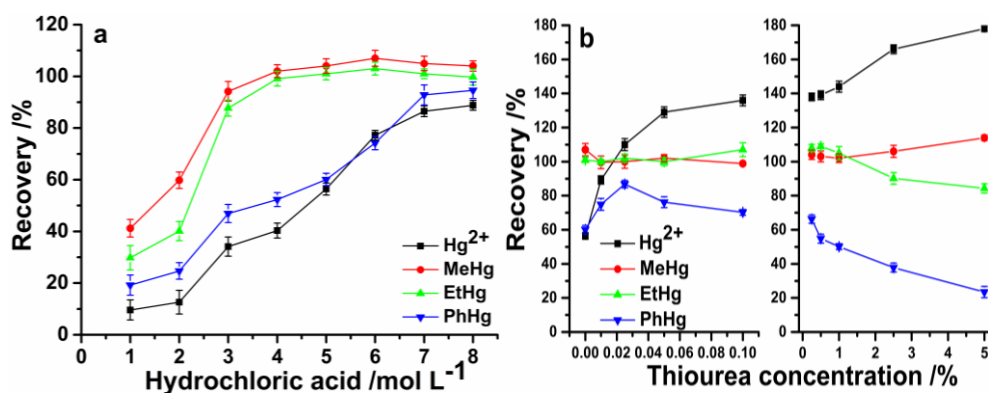 a
Recovery /%
120
100
80
60
40
20
0
Hg2+
MeHg
EtHg
PhHg
0 1 2 3 4 5 6 7 8
Hydrochloric acid /mol L-1
b
Recovery /%
180
160
140
120
100
80
60
40
20
0
Hg2+
MeHg
EtHg
PhHg
0.00 0.02 0.04 0.06 0.08 0.10
180
160
140
120
100
80
60
40
20
0
0 1 2 3 4 5
Thiourea concentration /%